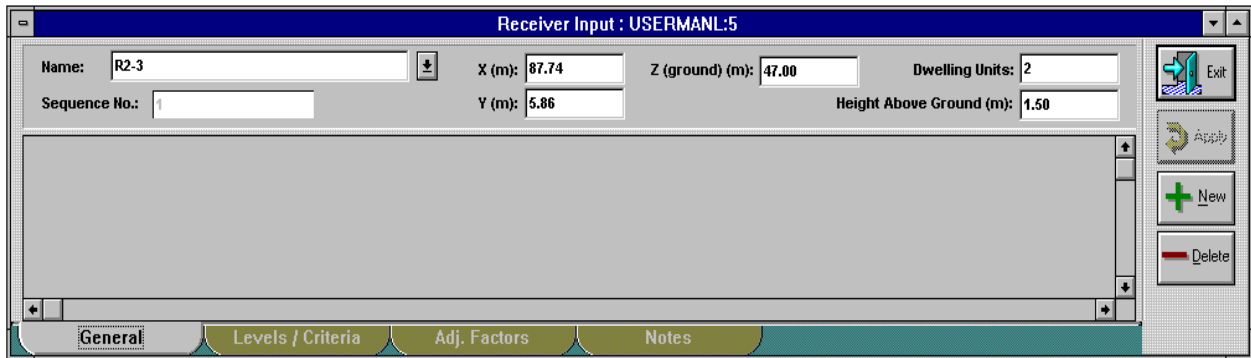 Receiver Input : USERMANL:5
Name: R2-3 X (m): 87.74 Z (ground) (m): 47.00 Dwelling Units: 2
Sequence No.: 1 Y (m): 5.86 Height Above Ground (m): 1.50
Exit
Apply
New
Delete
General Levels / Criteria Adj. Factors Notes